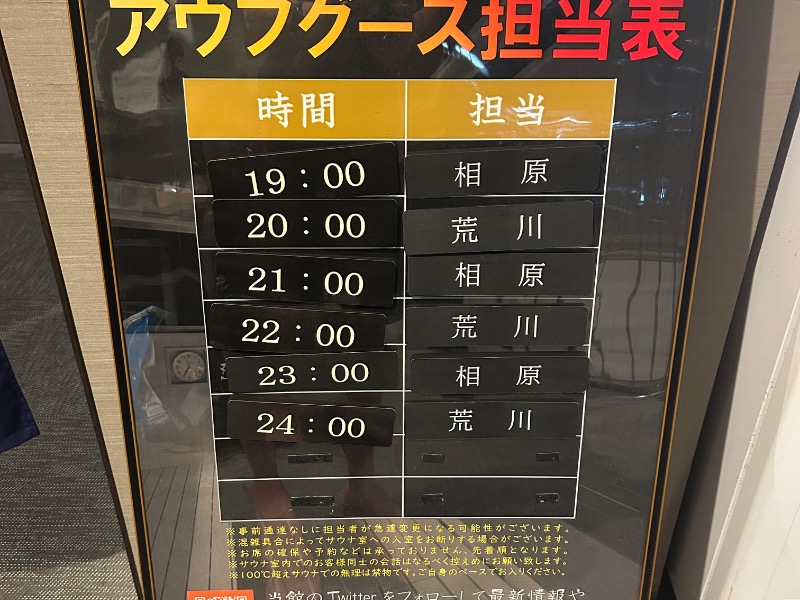 アウフグース担当表
時間 担当
19：00 相原
20：00 荒川
21：00 相原
22：00 荒川
23：00 相原
24：00 荒川
※事前通達なしに担当者が急遽変更になる可能性がございます。
※混雑具合によってサウナ室への入室をお断りする場合がございます。
※お席の確保や予約などは承っておりません、先着順となります。
※サウナ室内でのお客様同士の会話はなるべく控えめにお願い致します。
※100℃超えサウナでの無理は禁物です。ご自身のペースでお入りください。
当館のTwitterをフォローして最新情報や